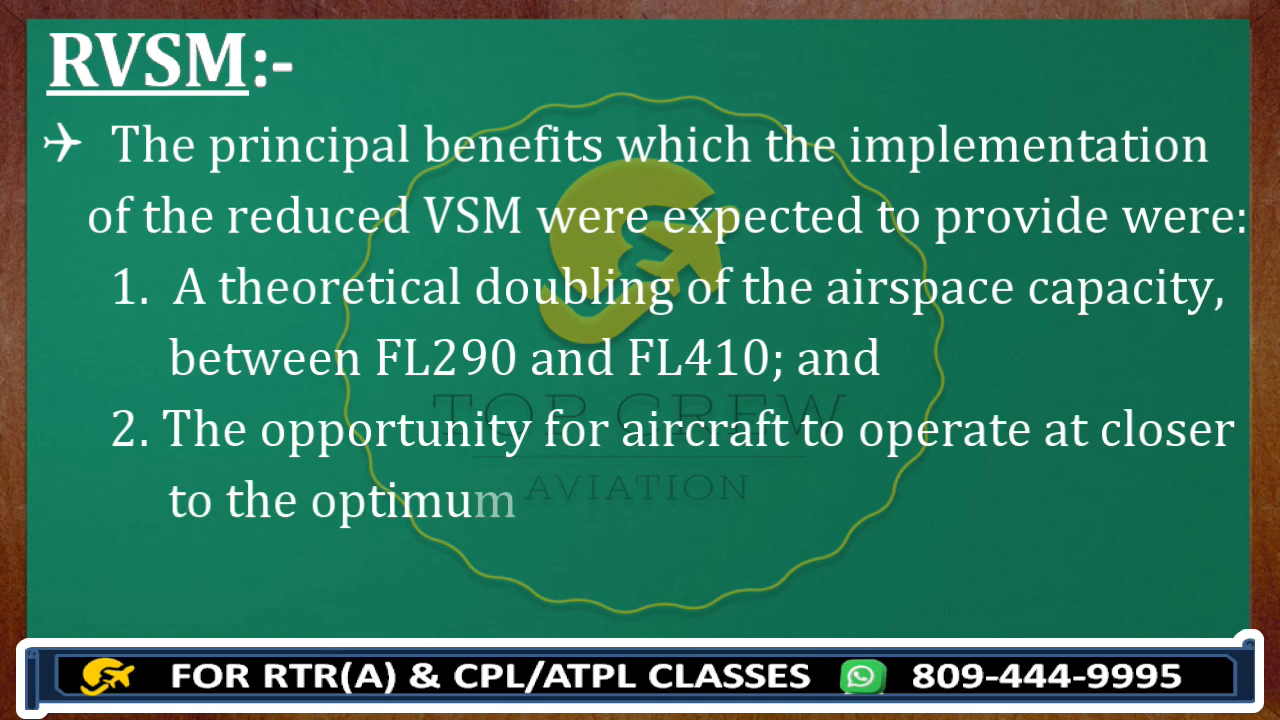 RVSM:-
✈ The principal benefits which the implementation
of the reduced VSM were expected to provide were:
1. A theoretical doubling of the airspace capacity,
between FL290 and FL410; and
2. The opportunity for aircraft to operate at closer
to the optimum
TOP CREW
AVIATION
FOR RTR(A) & CPL/ATPL CLASSES 809-444-9995